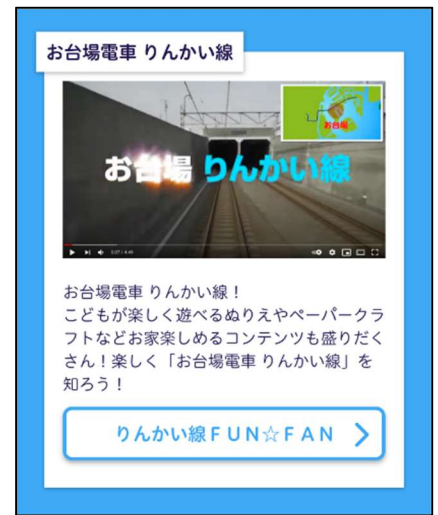 お台場電車 りんかい線
お台場
お台場 りんかい線
お台場電車 りんかい線！
こどもが楽しく遊べるぬりえやペーパークラ
フトなどお家楽しめるコンテンツも盛りだく
さん！楽しく「お台場電車 りんかい線」を
知ろう！
りんかい線ＦＵＮ☆ＦＡＮ